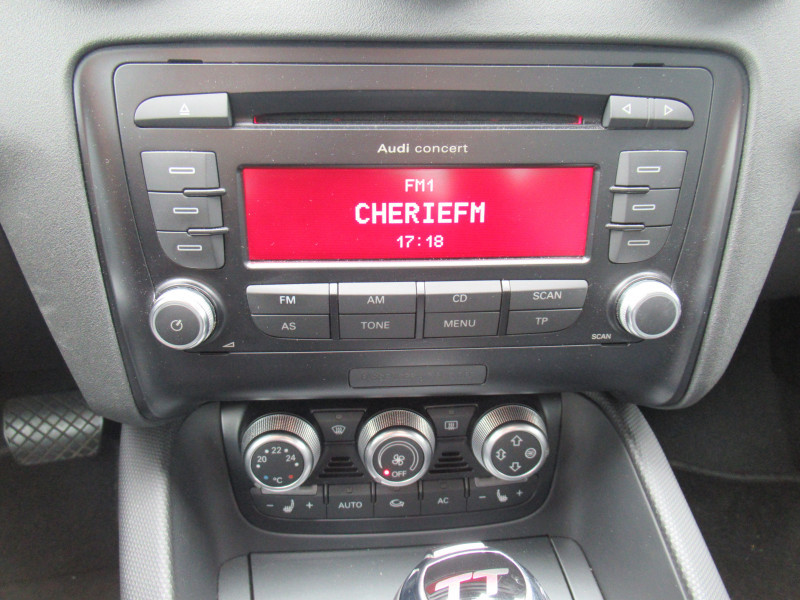 Audi concert
FM1
CHERIEFM
17:18
FM AM CD SCAN
AS TONE MENU TP
SCAN
20 22 24
°C
OFF
- + AUTO AC - +
TT